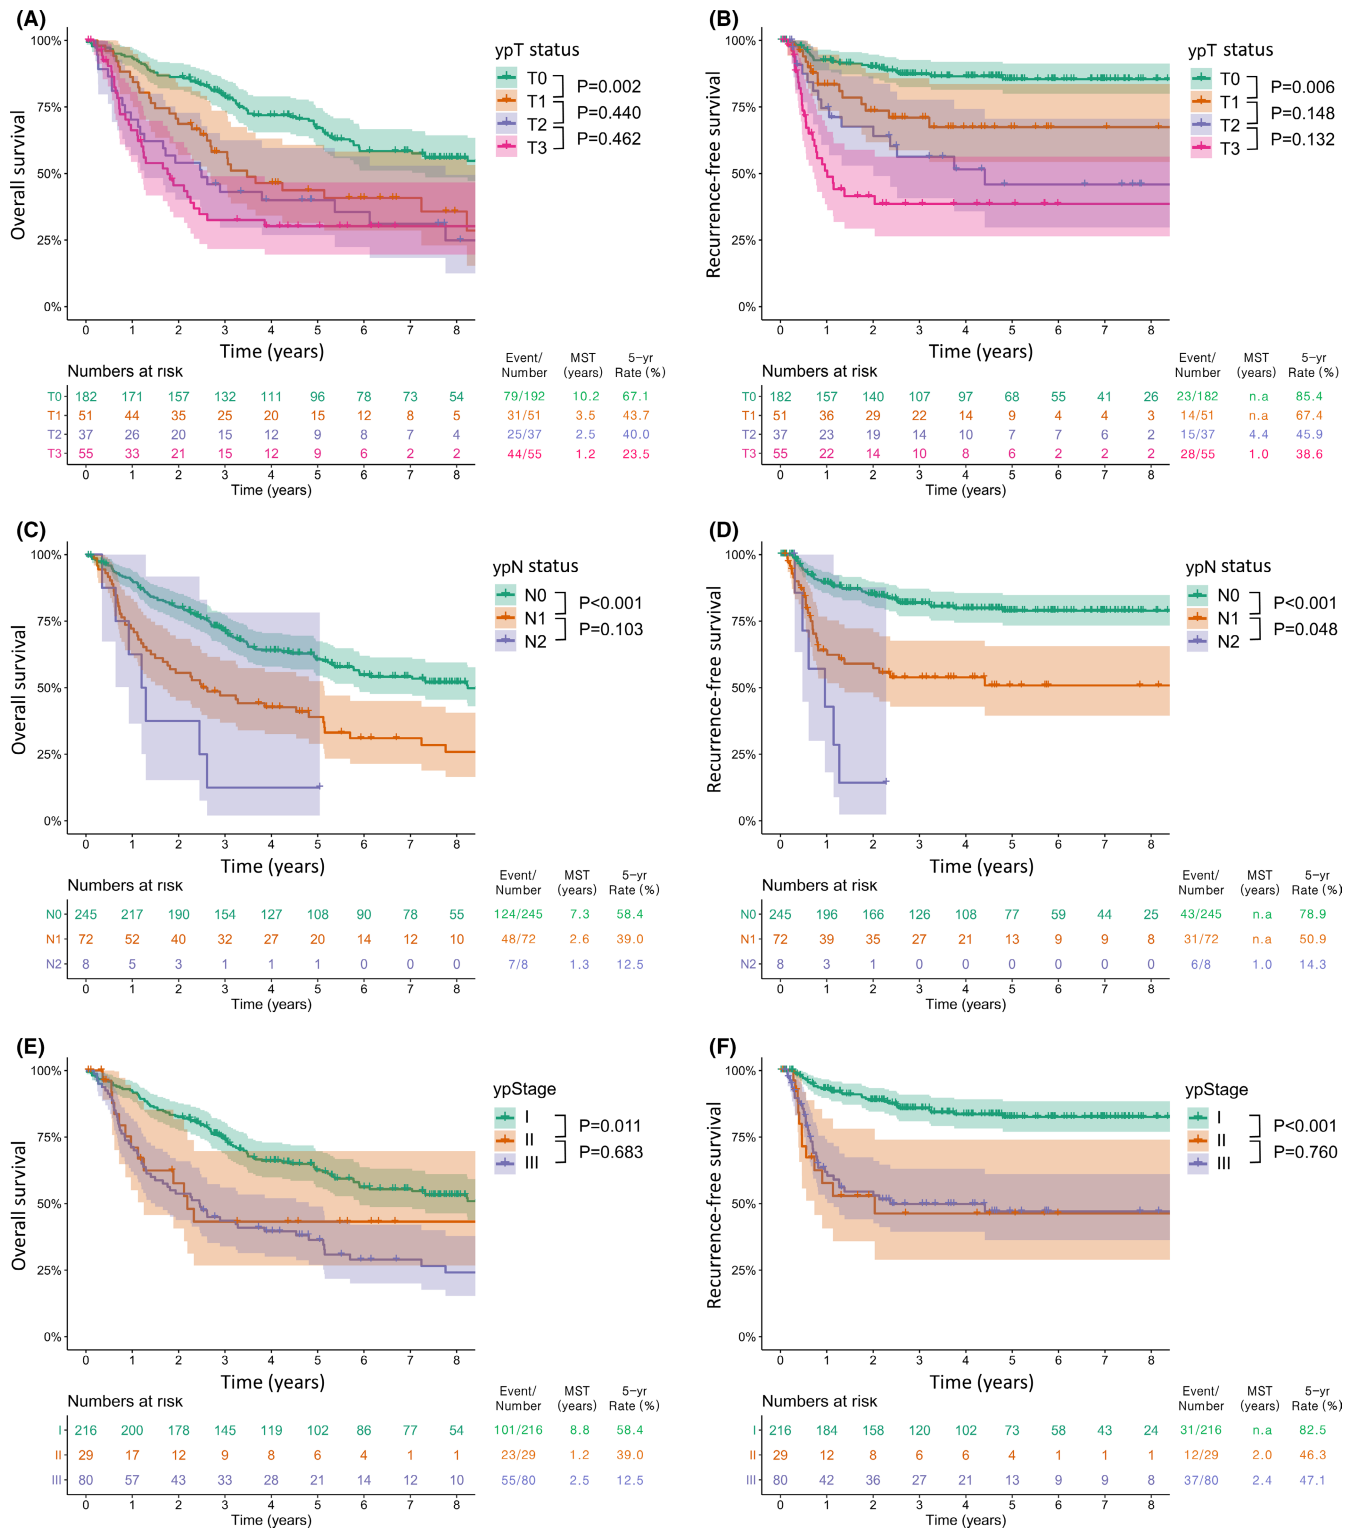 (A)
100%
75%
50%
25%
0%
Overall survival
0 1 2 3 4 5 6 7 8
Time (years)
ypT status
T0
T1
T2
T3
P=0.002
P=0.440
P=0.462
Numbers at risk
Event/ MST 5-yr
Number (years) Rate (%)
T0 182 171 157 132 111 96 78 73 54 79/192 10.2 67.1
T1 51 44 35 25 20 15 12 8 5 31/51 3.5 43.7
T2 37 26 20 15 12 9 8 7 4 25/37 2.5 40.0
T3 55 33 21 15 12 9 6 2 2 44/55 1.2 23.5
0 1 2 3 4 5 6 7 8
Time (years)
(B)
100%
75%
50%
25%
0%
Recurrence-free survival
0 1 2 3 4 5 6 7 8
Time (years)
ypT status
T0
T1
T2
T3
P=0.006
P=0.148
P=0.132
Numbers at risk
Event/ MST 5-yr
Number (years) Rate (%)
T0 182 157 140 107 97 68 55 41 26 23/182 n.a 85.4
T1 51 36 29 22 14 9 4 4 3 14/51 n.a 67.4
T2 37 23 19 14 10 7 7 6 2 15/37 4.4 45.9
T3 55 22 14 10 8 6 2 2 2 28/55 1.0 38.6
0 1 2 3 4 5 6 7 8
Time (years)
(C)
100%
75%
50%
25%
0%
Overall survival
0 1 2 3 4 5 6 7 8
Time (years)
ypN status
N0
N1
N2
P<0.001
P=0.103
Numbers at risk
Event/ MST 5-yr
Number (years) Rate (%)
N0 245 217 190 154 127 108 90 78 55 124/245 7.3 58.4
N1 72 52 40 32 27 20 14 12 10 48/72 2.6 39.0
N2 8 5 3 1 1 1 0 0 0 7/8 1.3 12.5
0 1 2 3 4 5 6 7 8
Time (years)
(D)
100%
75%
50%
25%
0%
Recurrence-free survival
0 1 2 3 4 5 6 7 8
Time (years)
ypN status
N0
N1
N2
P<0.001
P=0.048
Numbers at risk
Event/ MST 5-yr
Number (years) Rate (%)
N0 245 196 166 126 108 77 59 44 25 43/245 n.a 78.9
N1 72 39 35 27 21 13 9 9 8 31/72 n.a 50.9
N2 8 3 1 0 0 0 0 0 0 6/8 1.0 14.3
0 1 2 3 4 5 6 7 8
Time (years)
(E)
100%
75%
50%
25%
0%
Overall survival
0 1 2 3 4 5 6 7 8
Time (years)
ypStage
I
II
III
P=0.011
P=0.683
Numbers at risk
Event/ MST 5-yr
Number (years) Rate (%)
I 216 200 178 145 119 102 86 77 54 101/216 8.8 58.4
II 29 17 12 9 8 6 4 1 1 23/29 1.2 39.0
III 80 57 43 33 28 21 14 12 10 55/80 2.5 12.5
0 1 2 3 4 5 6 7 8
Time (years)
(F)
100%
75%
50%
25%
0%
Recurrence-free survival
0 1 2 3 4 5 6 7 8
Time (years)
ypStage
I
II
III
P<0.001
P=0.760
Numbers at risk
Event/ MST 5-yr
Number (years) Rate (%)
I 216 184 158 120 102 73 58 43 24 31/216 n.a 82.5
II 29 12 8 6 6 4 1 1 1 12/29 2.0 46.3
III 80 42 36 27 21 13 9 9 8 37/80 2.4 47.1
0 1 2 3 4 5 6 7 8
Time (years)